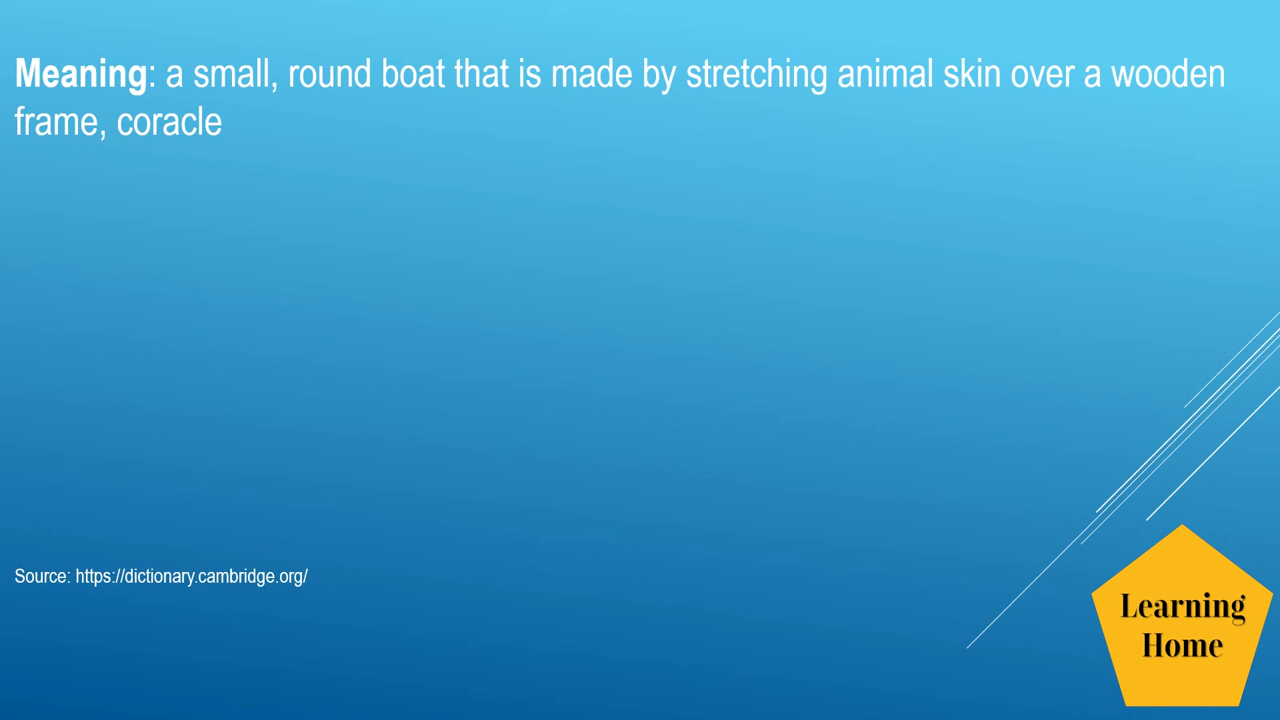 Meaning: a small, round boat that is made by stretching animal skin over a wooden
frame, coracle
Source: https://dictionary.cambridge.org/
Learning
Home